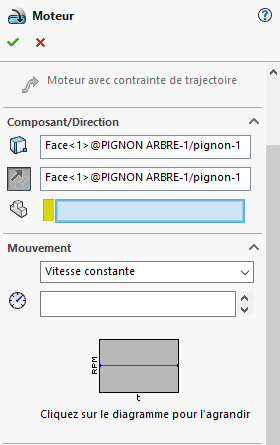 Moteur
Moteur avec contrainte de trajectoire
Composant/Direction
Face<1>@PIGNON ARBRE-1/pignon-1
Face<1>@PIGNON ARBRE-1/pignon-1
Mouvement
Vitesse constante
RPM
t
Cliquez sur le diagramme pour l'agrandir